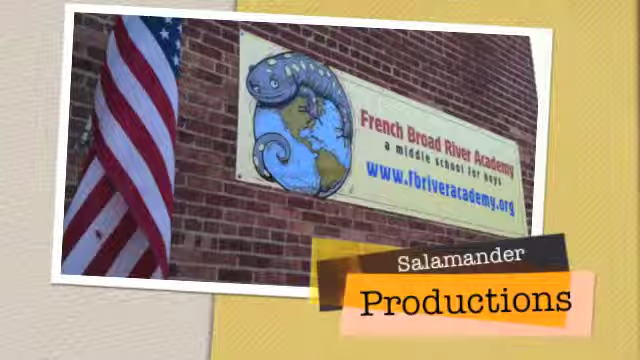 French Broad River Academy
a middle school for boys
www.fbriveracademy.org
Salamander
Productions